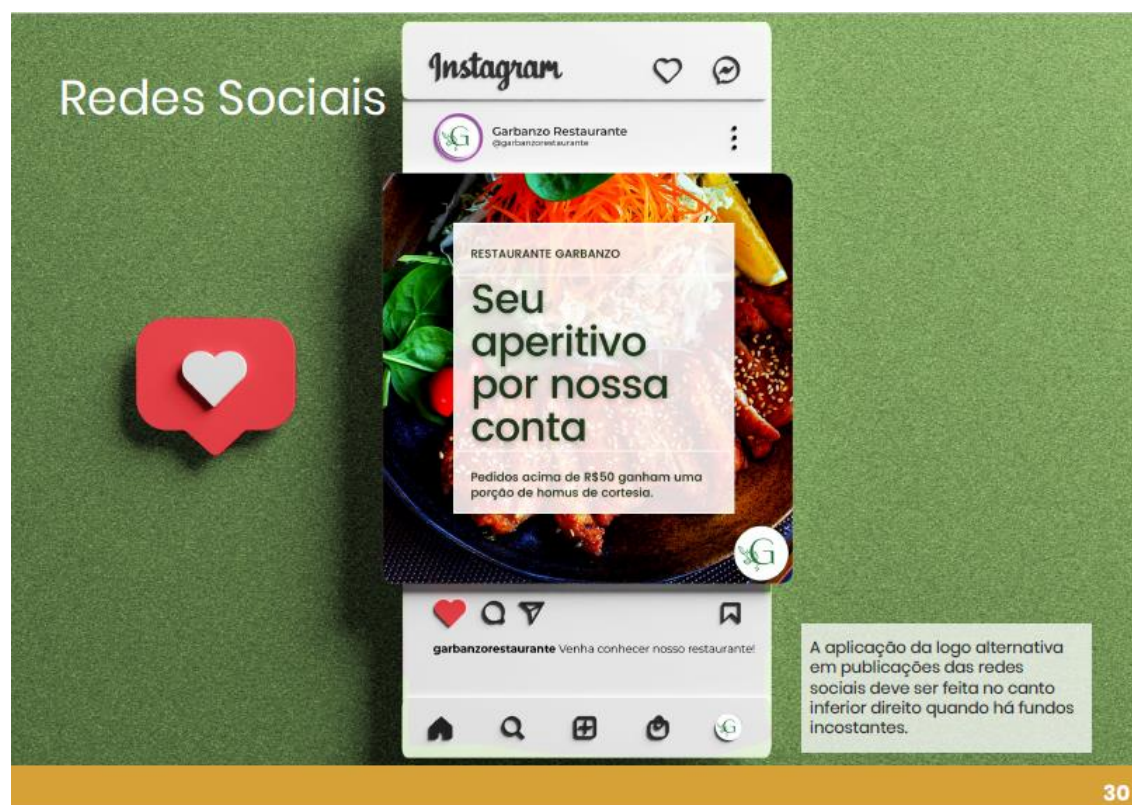 Redes Sociais
Instagram
G
Garbanzo Restaurante
@garbanzorestaurante
RESTAURANTE GARBANZO
Seu
aperitivo
por nossa
conta
Pedidos acima de R$50 ganham uma
porção de homus de cortesia.
G
garbanzorestaurante Venha conhecer nosso restaurante!
G
A aplicação da logo alternativa
em publicações das redes
sociais deve ser feita no canto
inferior direito quando há fundos
incostantes.
30